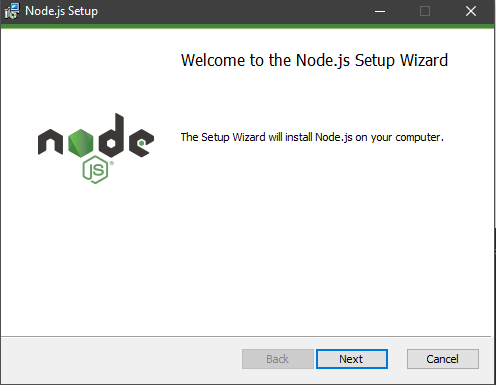 Node.js Setup
Welcome to the Node.js Setup Wizard
The Setup Wizard will install Node.js on your computer.
node
JS®
Back
Next
Cancel